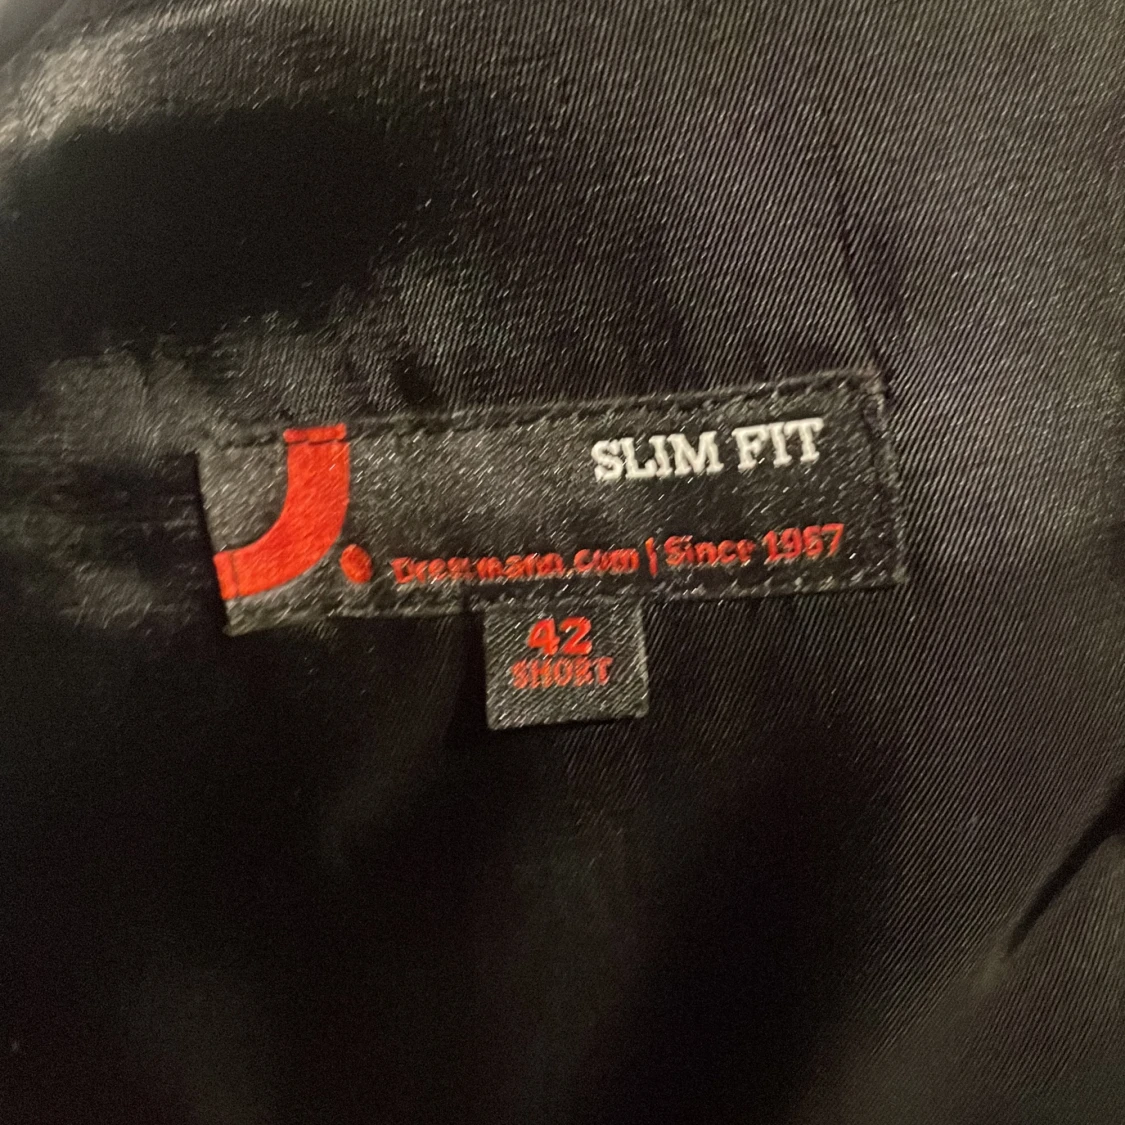 SLIM FIT
Dressmann.com | Since 1967
42
SHORT